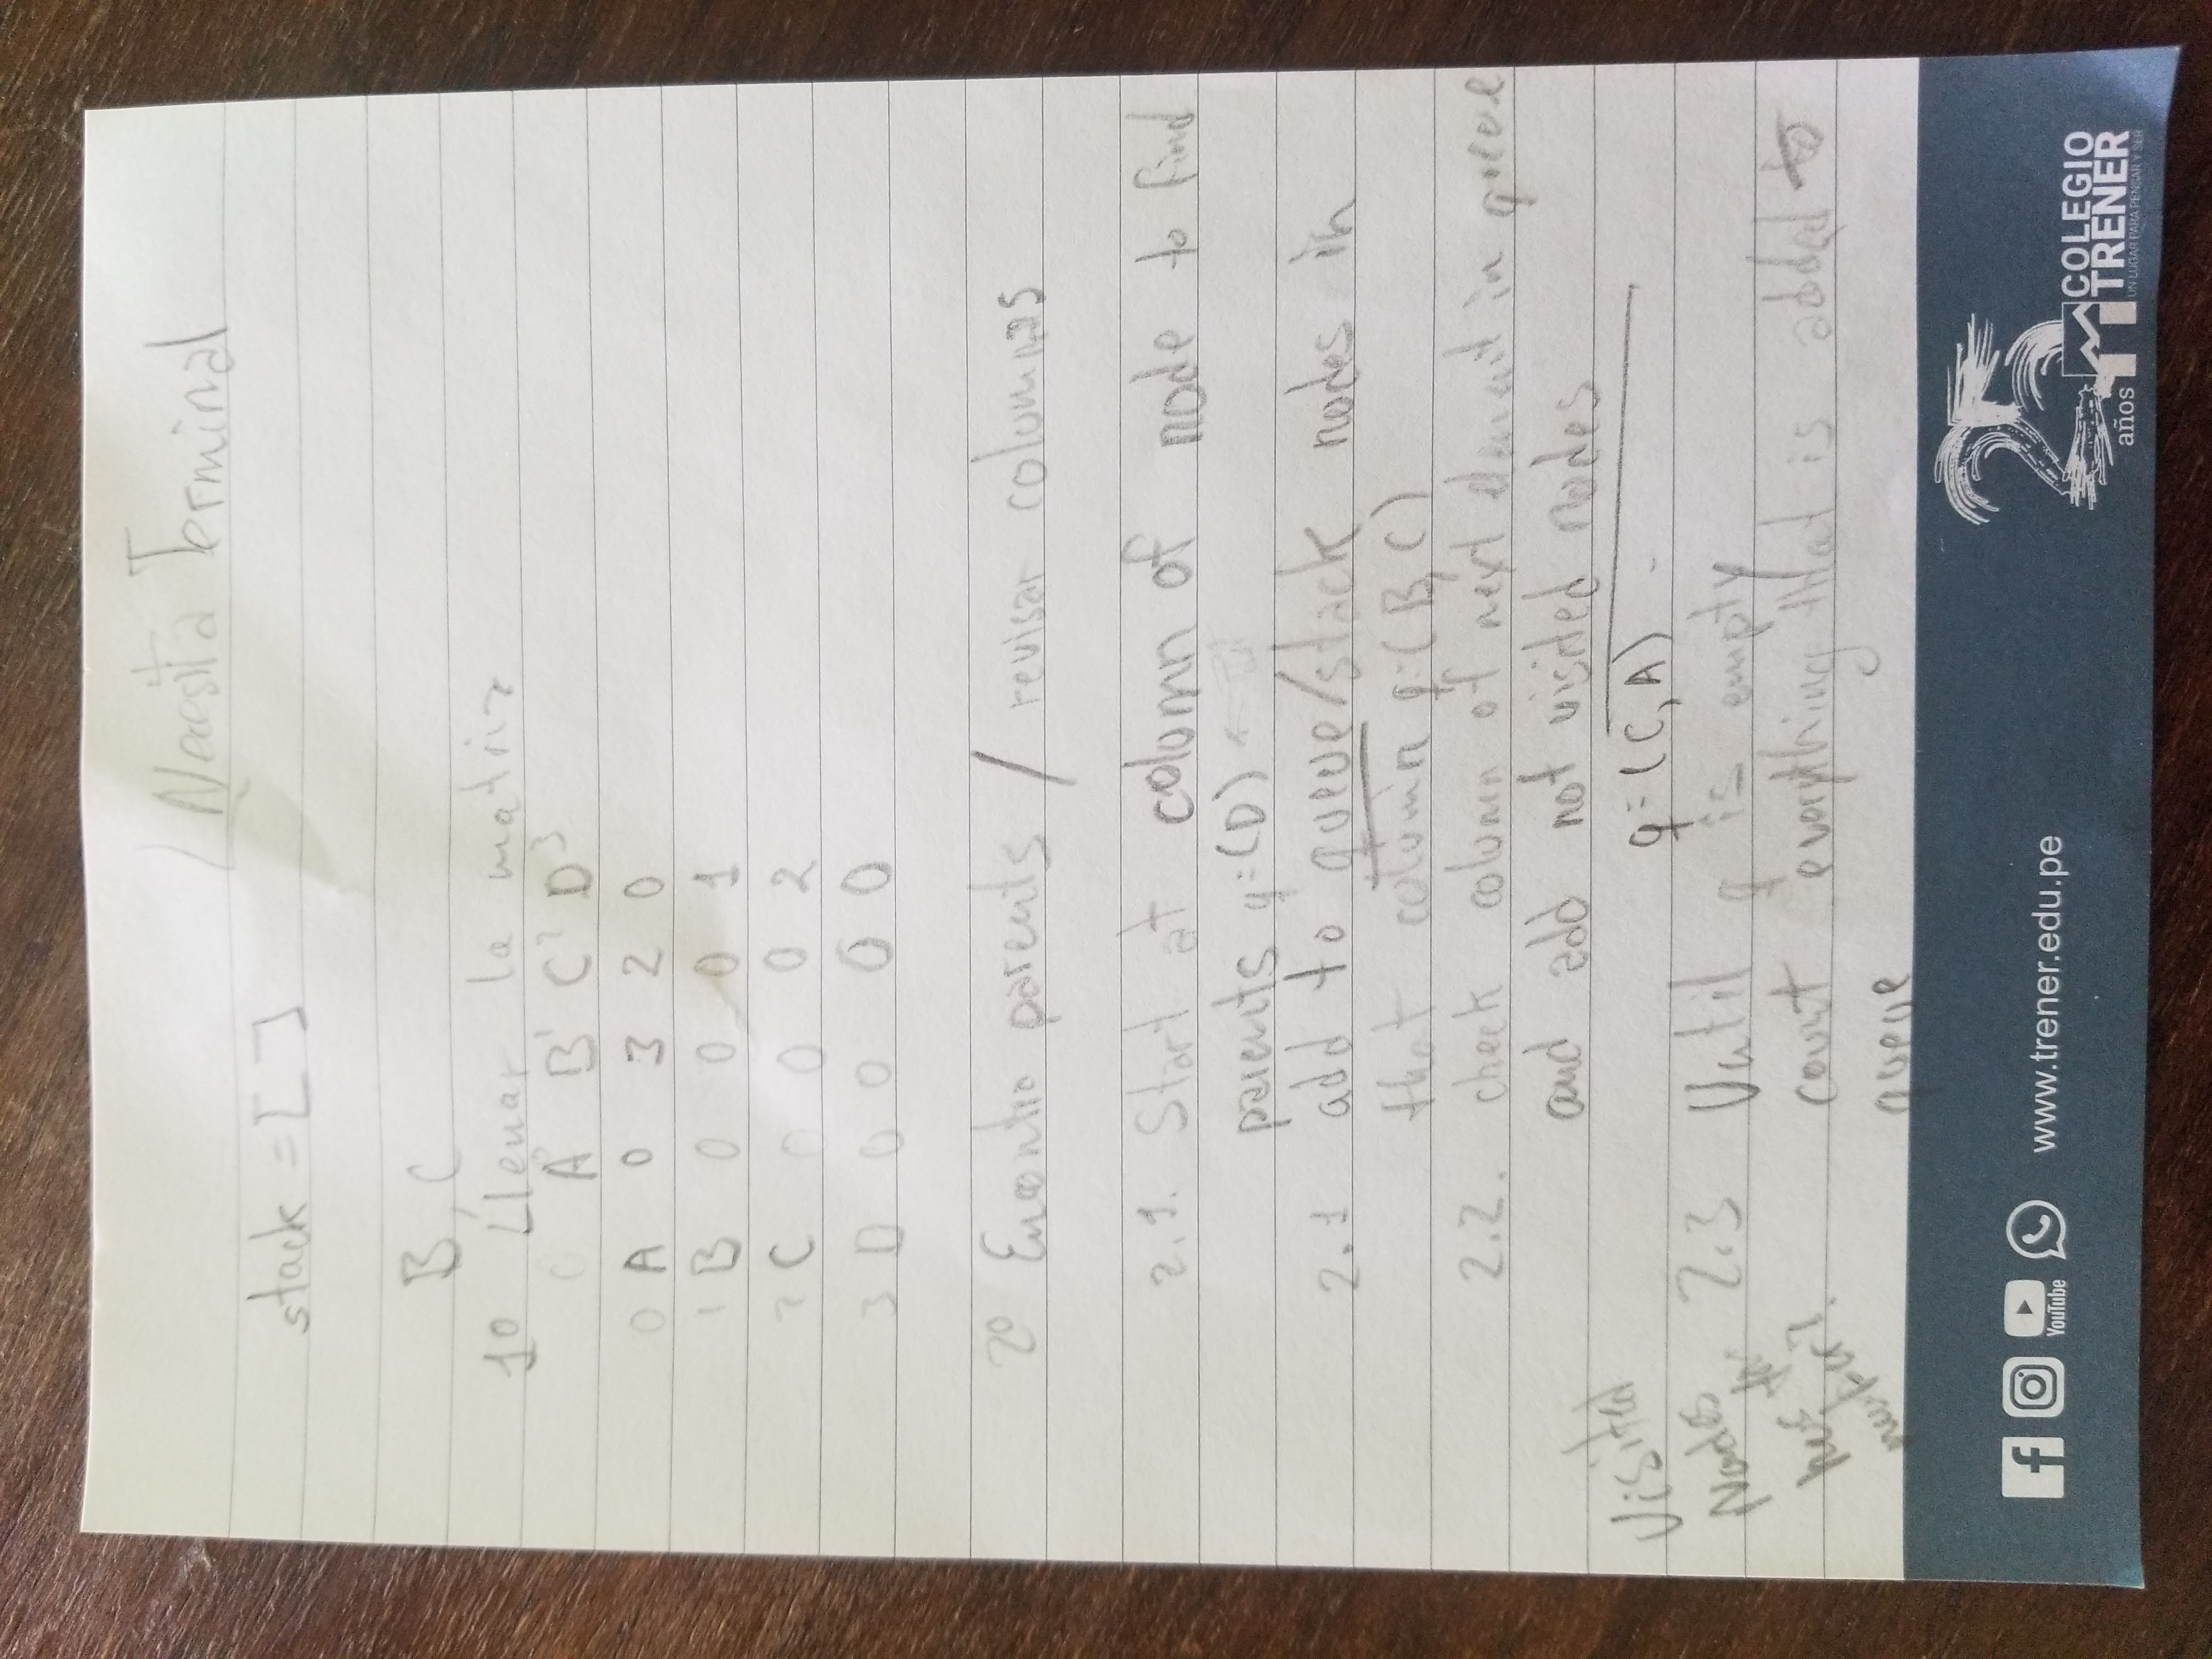 Necesita Terminal
stack = [ ]
B, C
1º Llenar la matriz
0 A⁰ B¹ C² D³
0 A 0 3 2 0
1 B 0 0 0 1
2 C 0 0 0 2
3 D 0 0 0 0
2º Encontra parents / revisar columnas
2.1. Start at column of node to find
parents q=(D) ←
2.1 add to queue/stack nodes in
that column q=(B,C)
2.2. check column of next element in queue
and add not visited nodes
q=(C,A)
Visited
Nodes
2.3 Until q is empty
count everything that is added to
queue
YouTube
www.trener.edu.pe
25
años
COLEGIO
TRENER
UN LUGAR PARA PENSAR Y SER